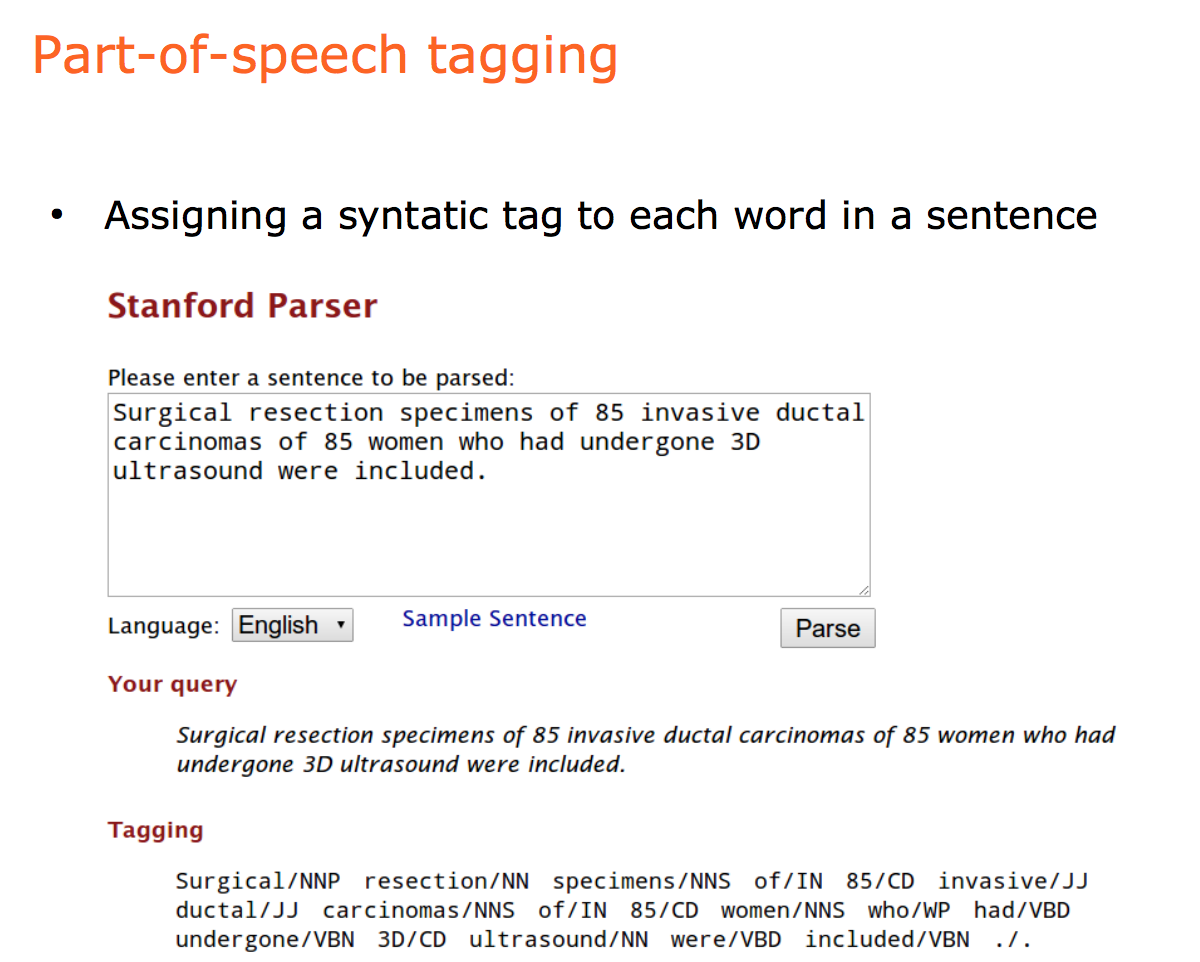 Part-of-speech tagging
• Assigning a syntatic tag to each word in a sentence
Stanford Parser
Please enter a sentence to be parsed:
Surgical resection specimens of 85 invasive ductal
carcinomas of 85 women who had undergone 3D
ultrasound were included.
Language: English Sample Sentence Parse
Your query
Surgical resection specimens of 85 invasive ductal carcinomas of 85 women who had
undergone 3D ultrasound were included.
Tagging
Surgical/NNP resection/NN specimens/NNS of/IN 85/CD invasive/JJ
ductal/JJ carcinomas/NNS of/IN 85/CD women/NNS who/WP had/VBD
undergone/VBN 3D/CD ultrasound/NN were/VBD included/VBN ./.